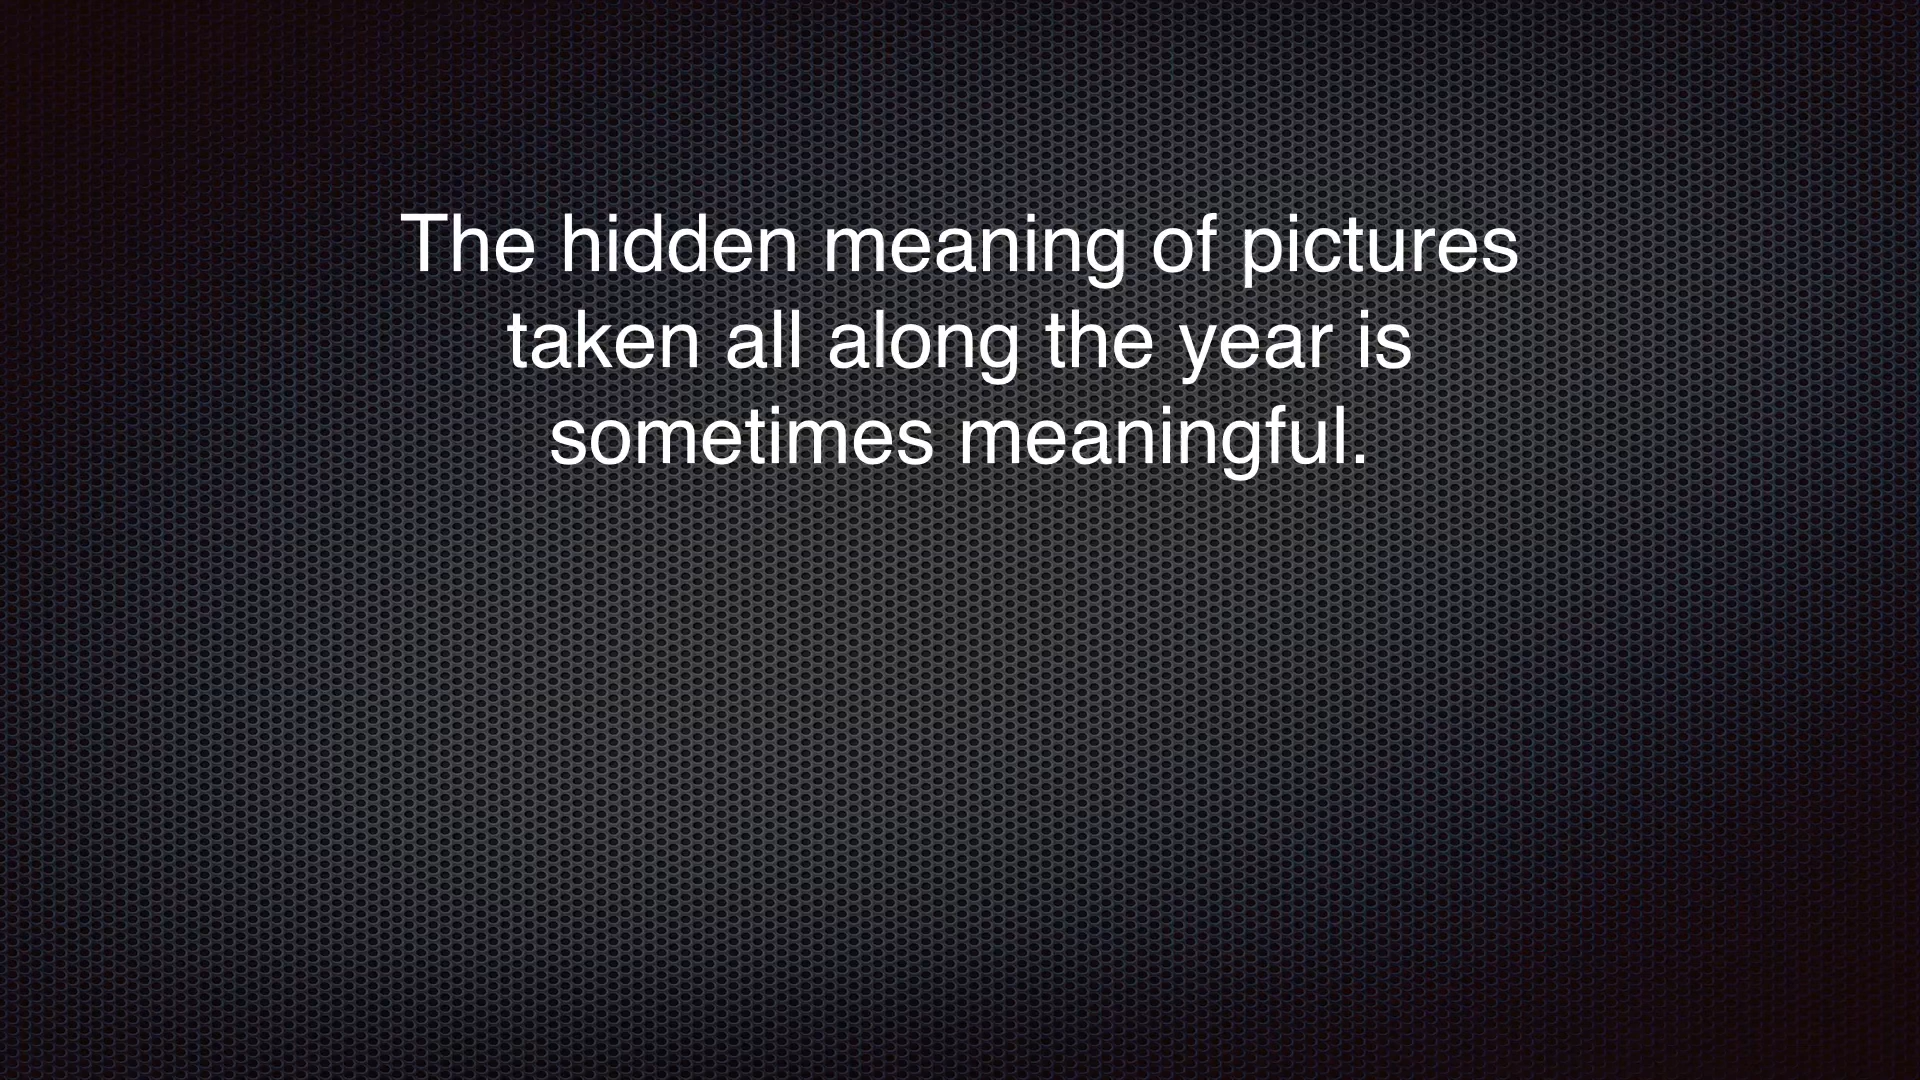 The hidden meaning of pictures
taken all along the year is
sometimes meaningful.